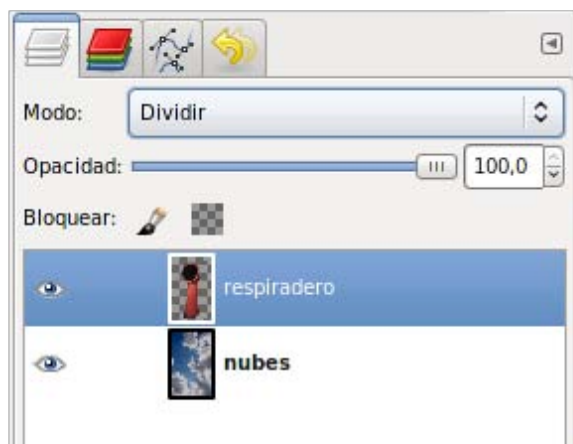 Modo: Dividir
Opacidad: 100,0
Bloquear:
respiradero
nubes